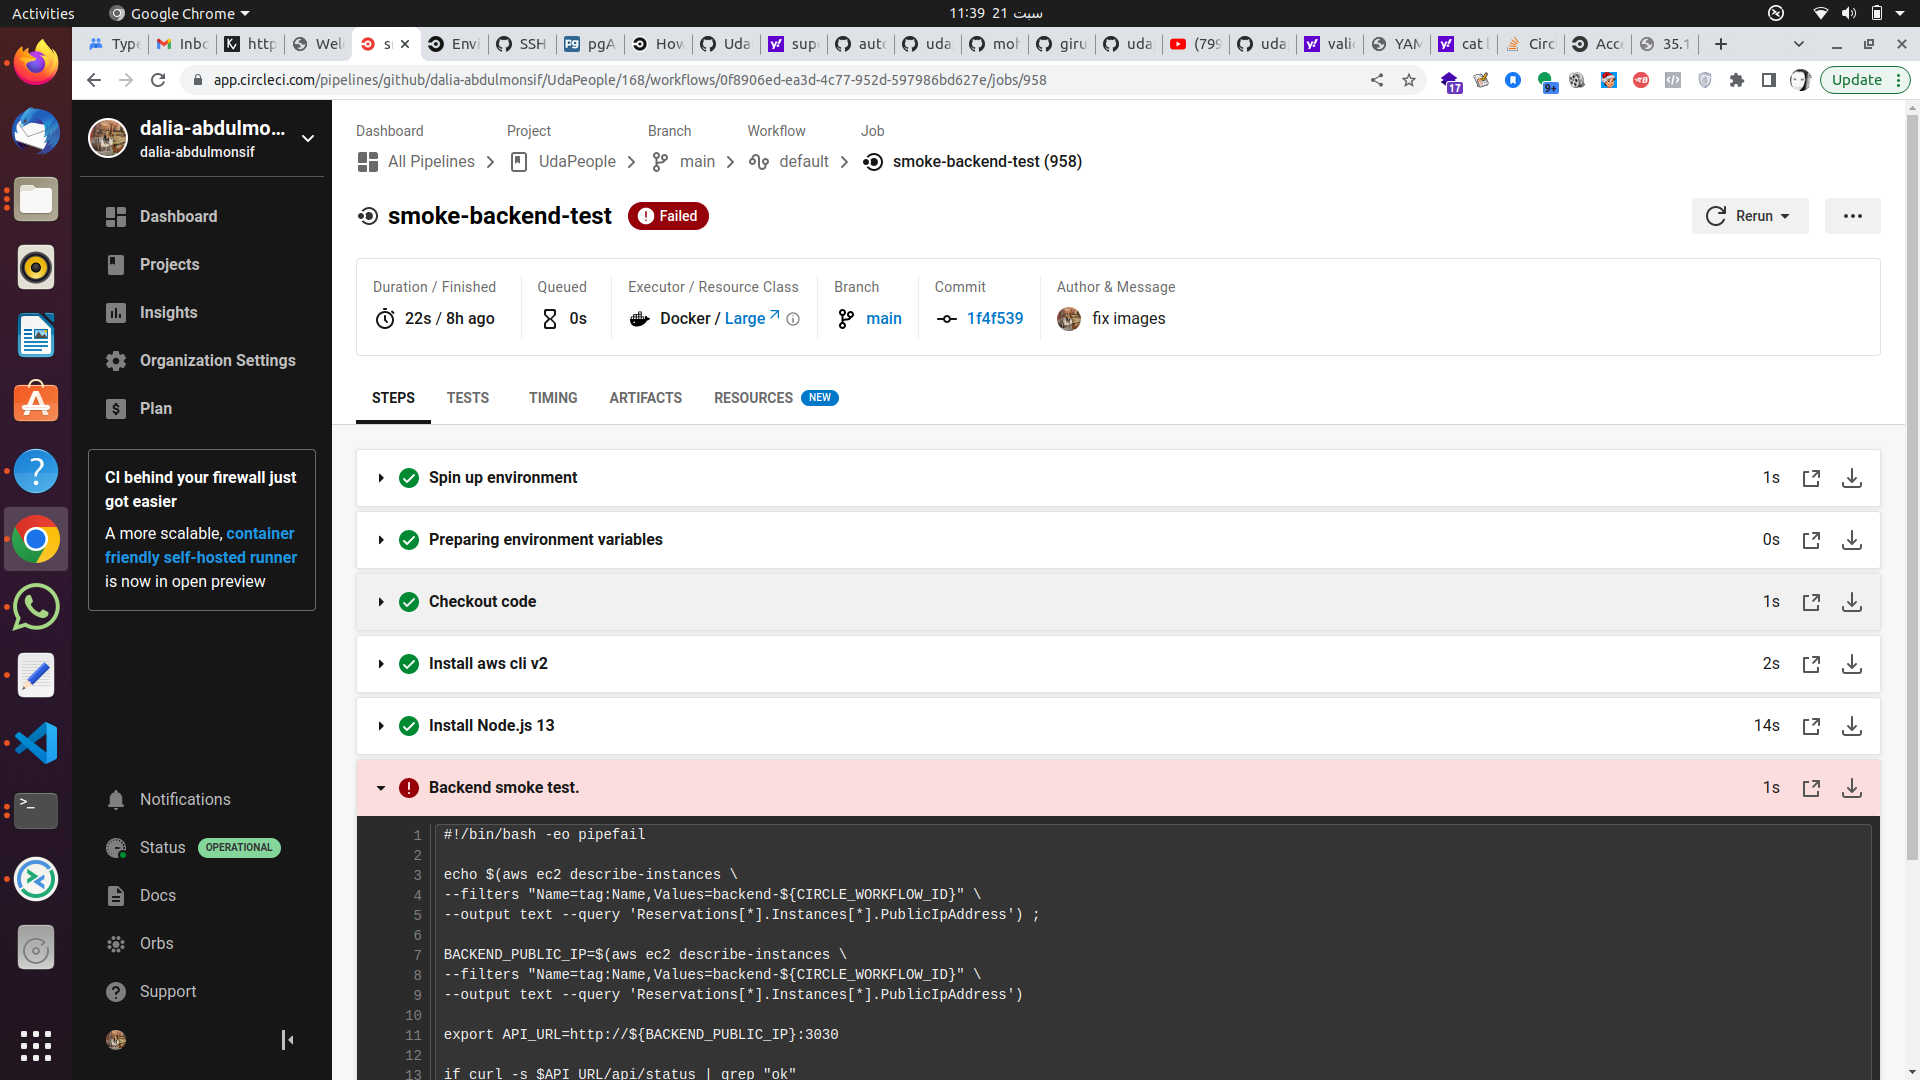 Activities
Google Chrome
11:39 21 سبت
Type
Inbo
http
Welc
sm
Envi
SSH
pgA
How
Uda
supe
auto
uda
moh
giru
uda
(799
uda
valid
YAM
cat h
Circ
Acce
35.1
app.circleci.com/pipelines/github/dalia-abdulmonsif/UdaPeople/168/workflows/0f8906ed-ea3d-4c77-952d-597986bd627e/jobs/958
17
9+
Update
dalia-abdulmo...
dalia-abdulmonsif
Dashboard
Projects
Insights
Organization Settings
Plan
CI behind your firewall just
got easier
A more scalable, container
friendly self-hosted runner
is now in open preview
Notifications
Status OPERATIONAL
Docs
Orbs
Support
Dashboard Project Branch Workflow Job
All Pipelines UdaPeople main default smoke-backend-test (958)
smoke-backend-test Failed
Rerun
Duration / Finished Queued Executor / Resource Class Branch Commit Author & Message
22s / 8h ago 0s Docker / Large main 1f4f539 fix images
STEPS TESTS TIMING ARTIFACTS RESOURCES NEW
Spin up environment 1s
Preparing environment variables 0s
Checkout code 1s
Install aws cli v2 2s
Install Node.js 13 14s
Backend smoke test. 1s
1 #!/bin/bash -eo pipefail
2
3 echo $(aws ec2 describe-instances \
4 --filters "Name=tag:Name,Values=backend-${CIRCLE_WORKFLOW_ID}" \
5 --output text --query 'Reservations[*].Instances[*].PublicIpAddress') ;
6
7 BACKEND_PUBLIC_IP=$(aws ec2 describe-instances \
8 --filters "Name=tag:Name,Values=backend-${CIRCLE_WORKFLOW_ID}" \
9 --output text --query 'Reservations[*].Instances[*].PublicIpAddress')
10
11 export API_URL=http://${BACKEND_PUBLIC_IP}:3030
12
13 if curl -s $API_URL/api/status | grep "ok"